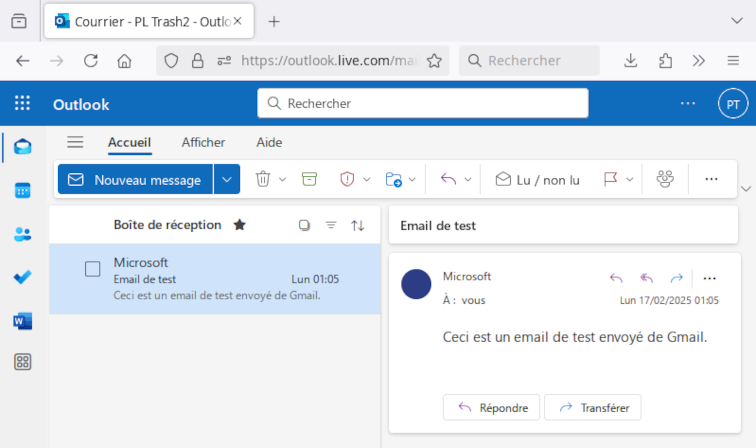 Courrier - PL Trash2 - Outlo
https://outlook.live.com/mai
Rechercher
Outlook
Rechercher
PT
Accueil
Afficher
Aide
Nouveau message
Lu / non lu
Boîte de réception
Microsoft
Email de test
Lun 01:05
Ceci est un email de test envoyé de Gmail.
Email de test
Microsoft
À : vous
Lun 17/02/2025 01:05
Ceci est un email de test envoyé de Gmail.
Répondre
Transférer